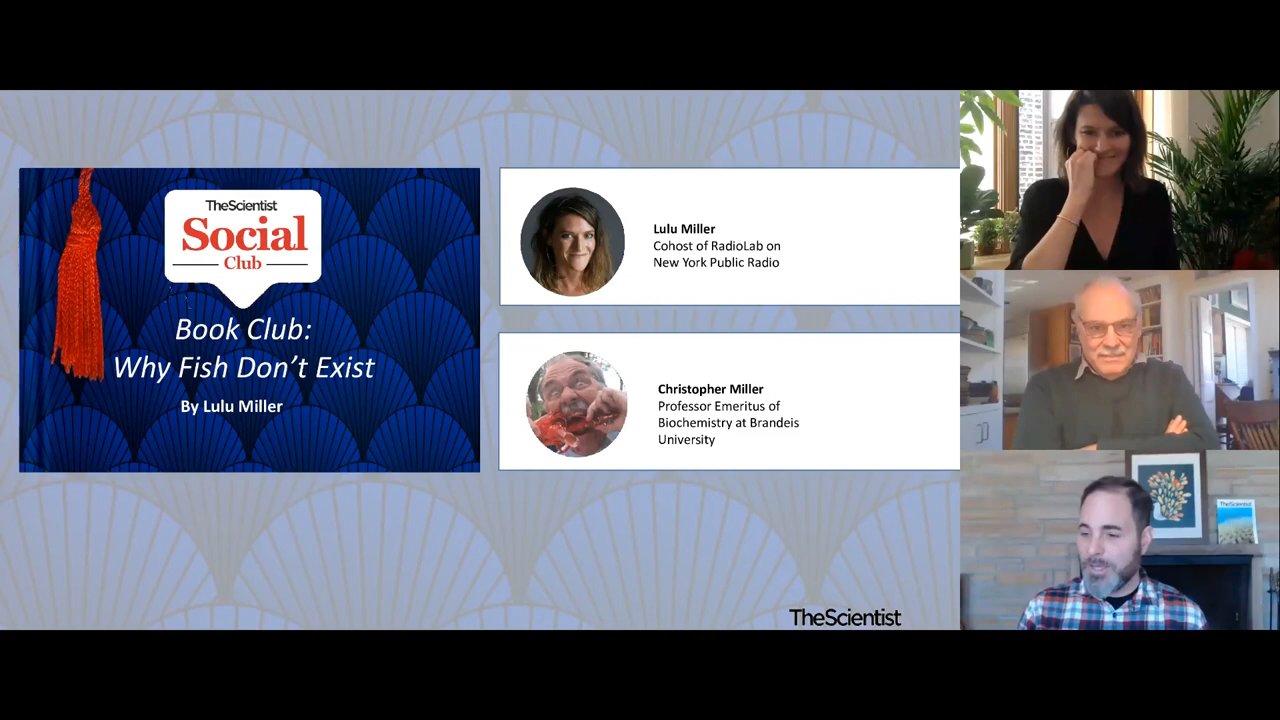 TheScientist
Social
Club
Book Club:
Why Fish Don’t Exist
By Lulu Miller
Lulu Miller
Cohost of RadioLab on
New York Public Radio
Christopher Miller
Professor Emeritus of
Biochemistry at Brandeis
University
TheScientist
TheScientist